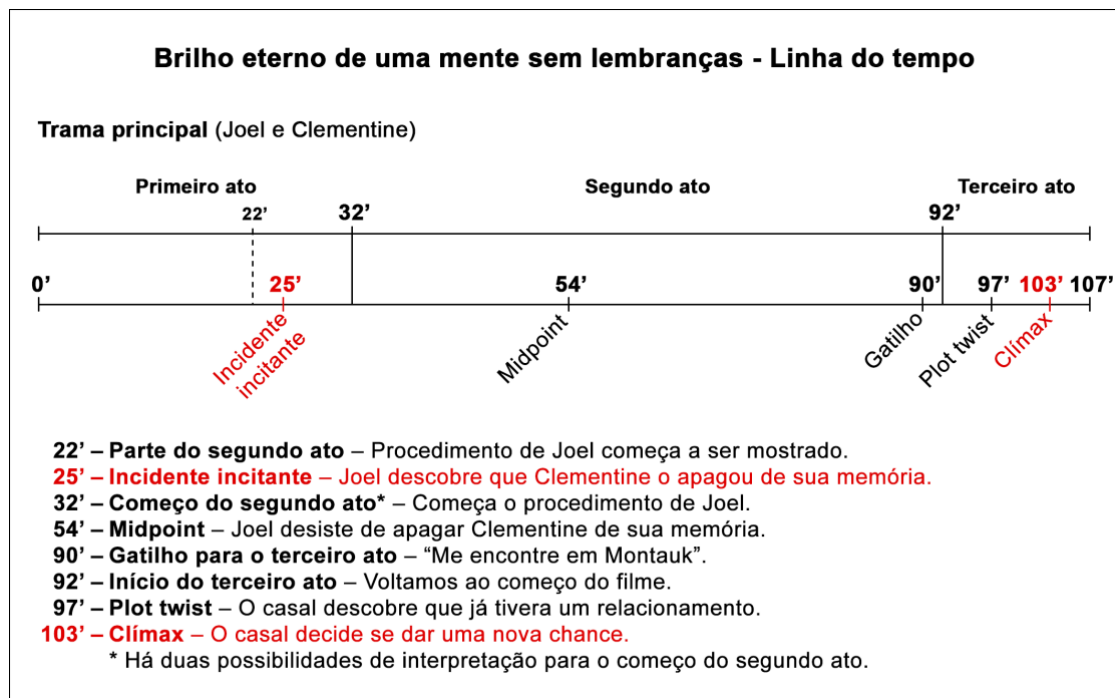 Brilho eterno de uma mente sem lembranças - Linha do tempo
Trama principal (Joel e Clementine)
Primeiro ato
Segundo ato
Terceiro ato
22’
32’
92’
0’
25’
54’
90’
97’
103’
107’
Incidente
incitante
Midpoint
Gatilho
Plot twist
Clímax
22’ – Parte do segundo ato – Procedimento de Joel começa a ser mostrado.
25’ – Incidente incitante – Joel descobre que Clementine o apagou de sua memória.
32’ – Começo do segundo ato* – Começa o procedimento de Joel.
54’ – Midpoint – Joel desiste de apagar Clementine de sua memória.
90’ – Gatilho para o terceiro ato – “Me encontre em Montauk”.
92’ – Início do terceiro ato – Voltamos ao começo do filme.
97’ – Plot twist – O casal descobre que já tivera um relacionamento.
103’ – Clímax – O casal decide se dar uma nova chance.
* Há duas possibilidades de interpretação para o começo do segundo ato.